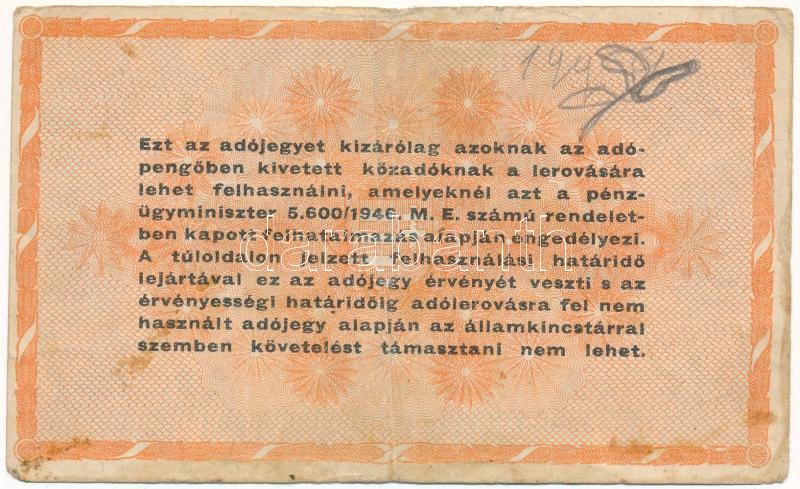 Ezt az adójegyet kizárólag azoknak az adó-
pengőben kivetett közadóknak a lerovására
lehet felhasználni, amelyeknél azt a pénz-
ügyminiszter 5.600/1946. M. E. számú rendelet-
ben kapott felhatalmazás alapján engedélyezi.
A túloldalon jelzett felhasználási határidő
lejártával ez az adójegy érvényét veszti s az
érvényességi határidőig adólerovásra fel nem
használt adójegy alapján az államkincstárral
szemben követelést támasztani nem lehet.
darabanth